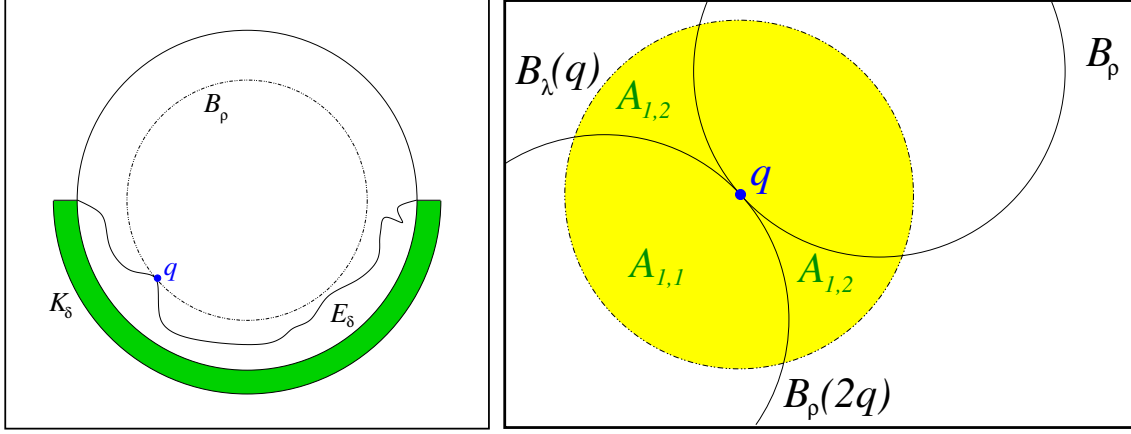 B_ρ
q
K_δ
E_δ
B_λ(q)
B_ρ
A_{1,2}
q
A_{1,1}
A_{1,2}
B_ρ(2q)